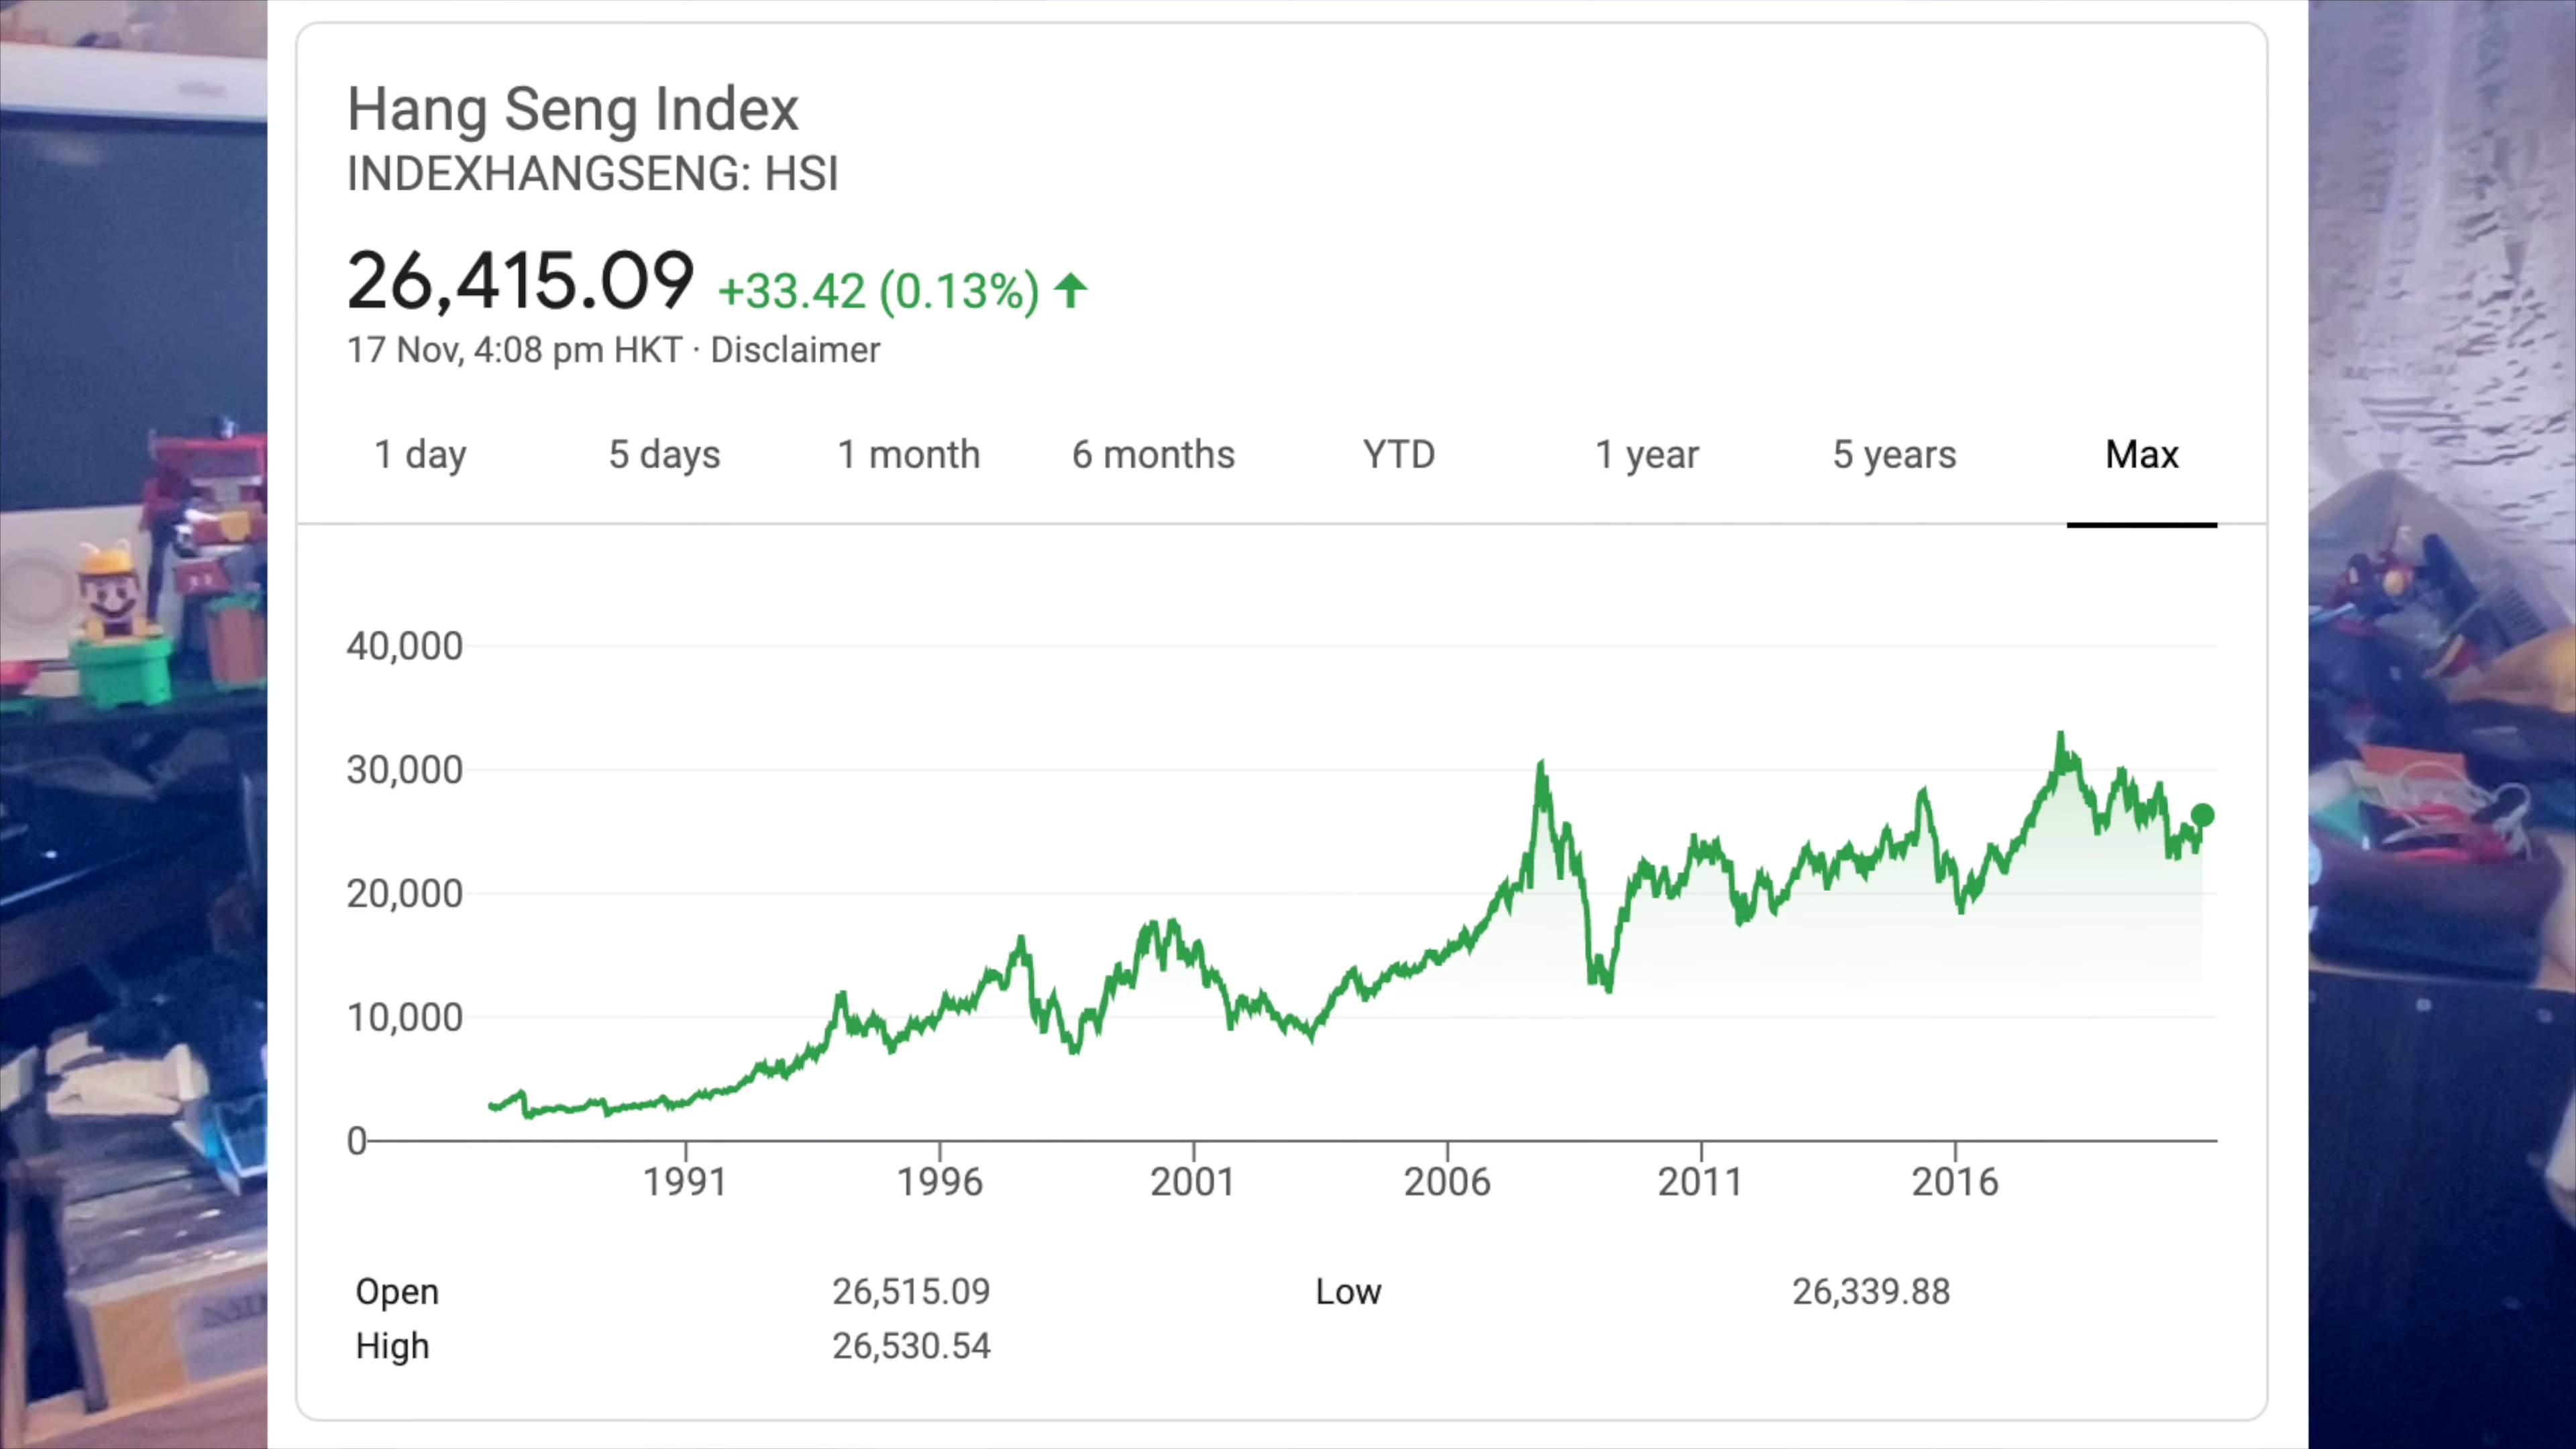 Hang Seng Index
INDEXHANGSENG: HSI
26,415.09 +33.42 (0.13%)
17 Nov, 4:08 pm HKT · Disclaimer
1 day 5 days 1 month 6 months YTD 1 year 5 years Max
40,000
30,000
20,000
10,000
0
1991 1996 2001 2006 2011 2016
Open 26,515.09 Low 26,339.88
High 26,530.54